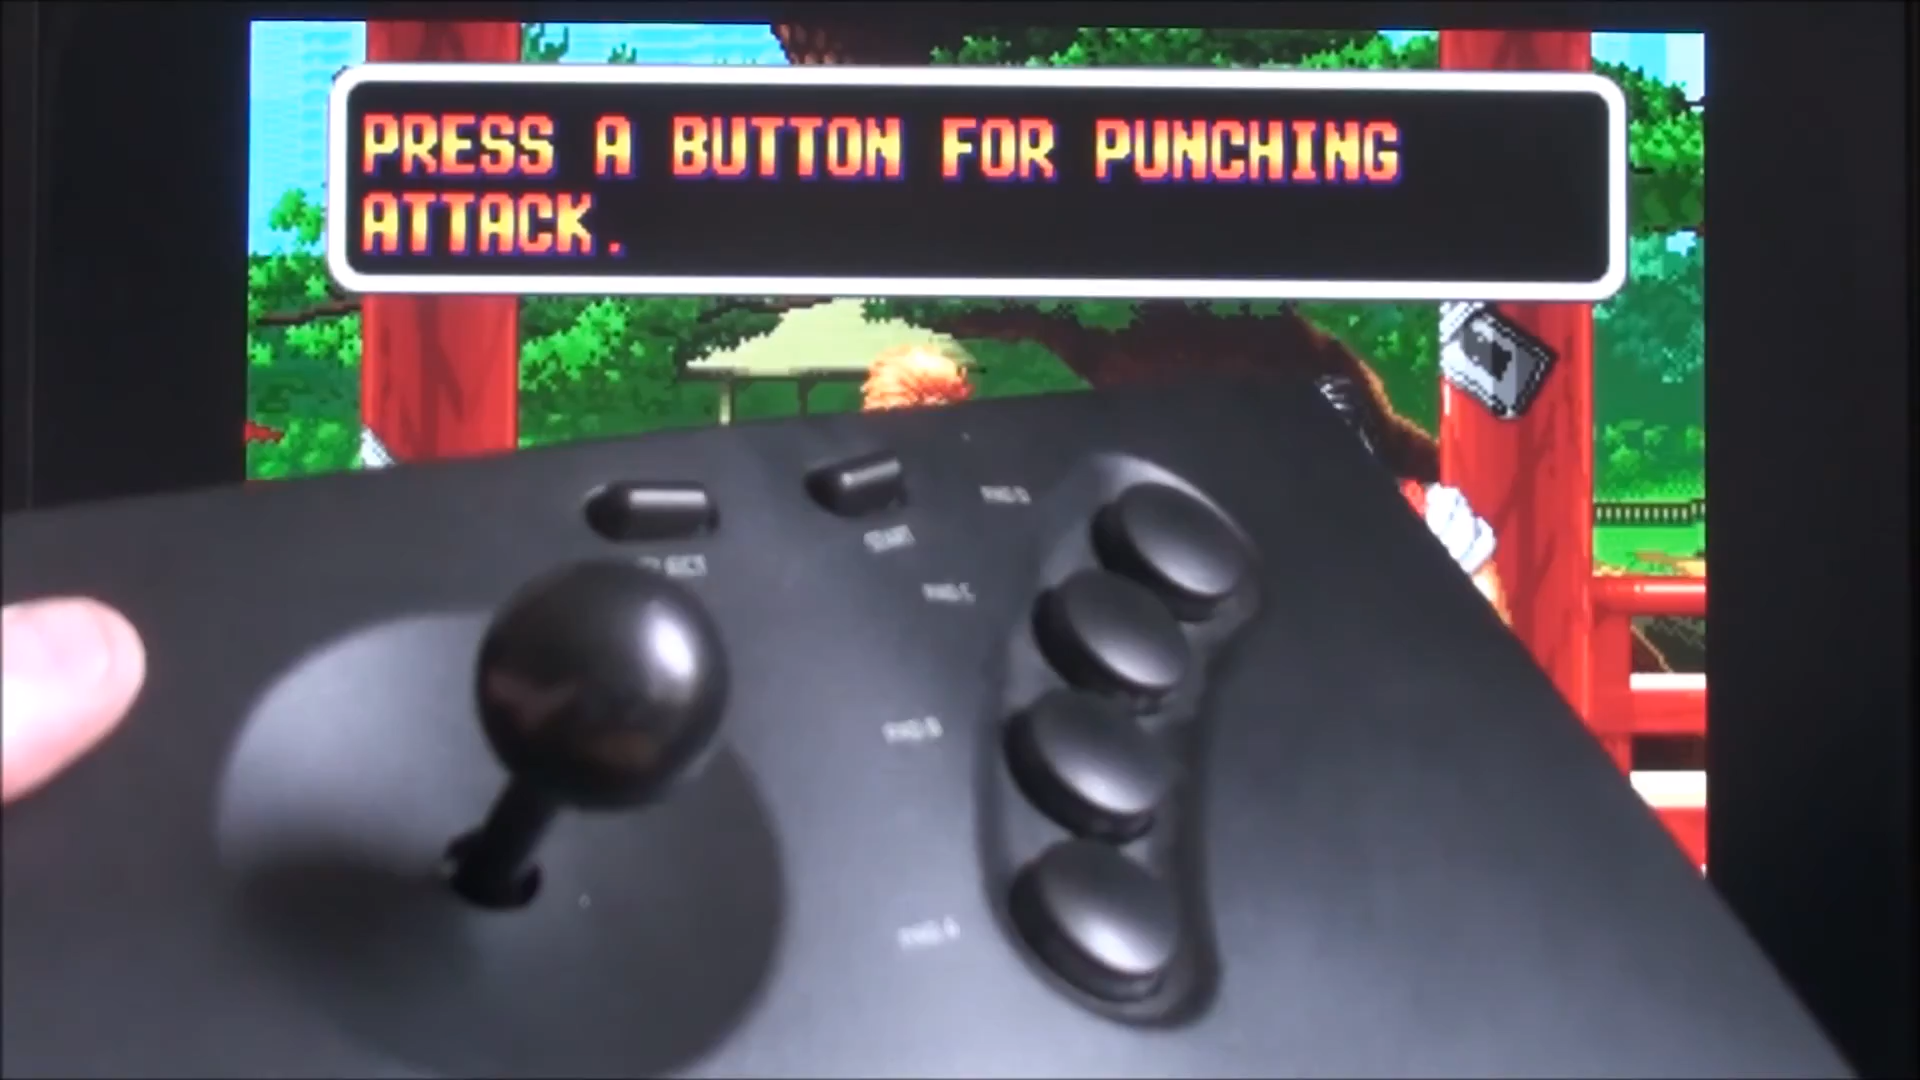 PRESS A BUTTON FOR PUNCHING
ATTACK.
START